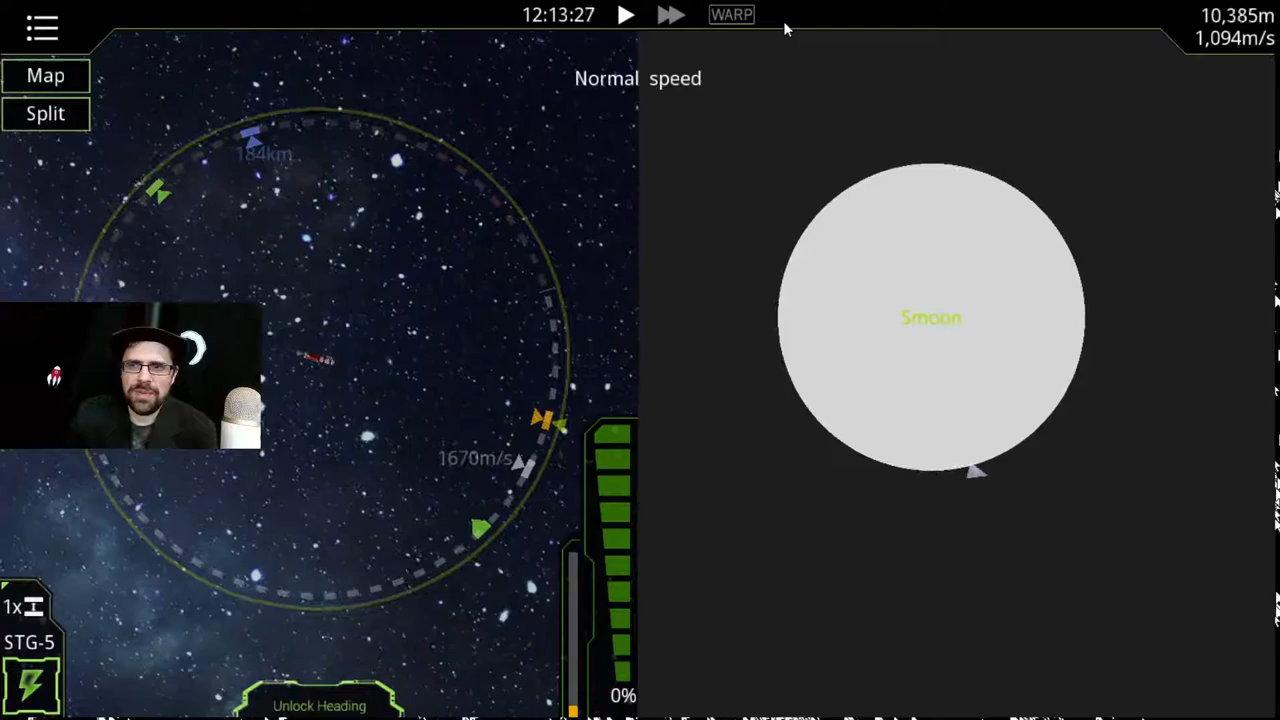 12:13:27
WARP
10,385m
1,094m/s
Map
Split
Normal speed
184km
Smoon
1670m/s
1x
STG-5
0%
Unlock Heading